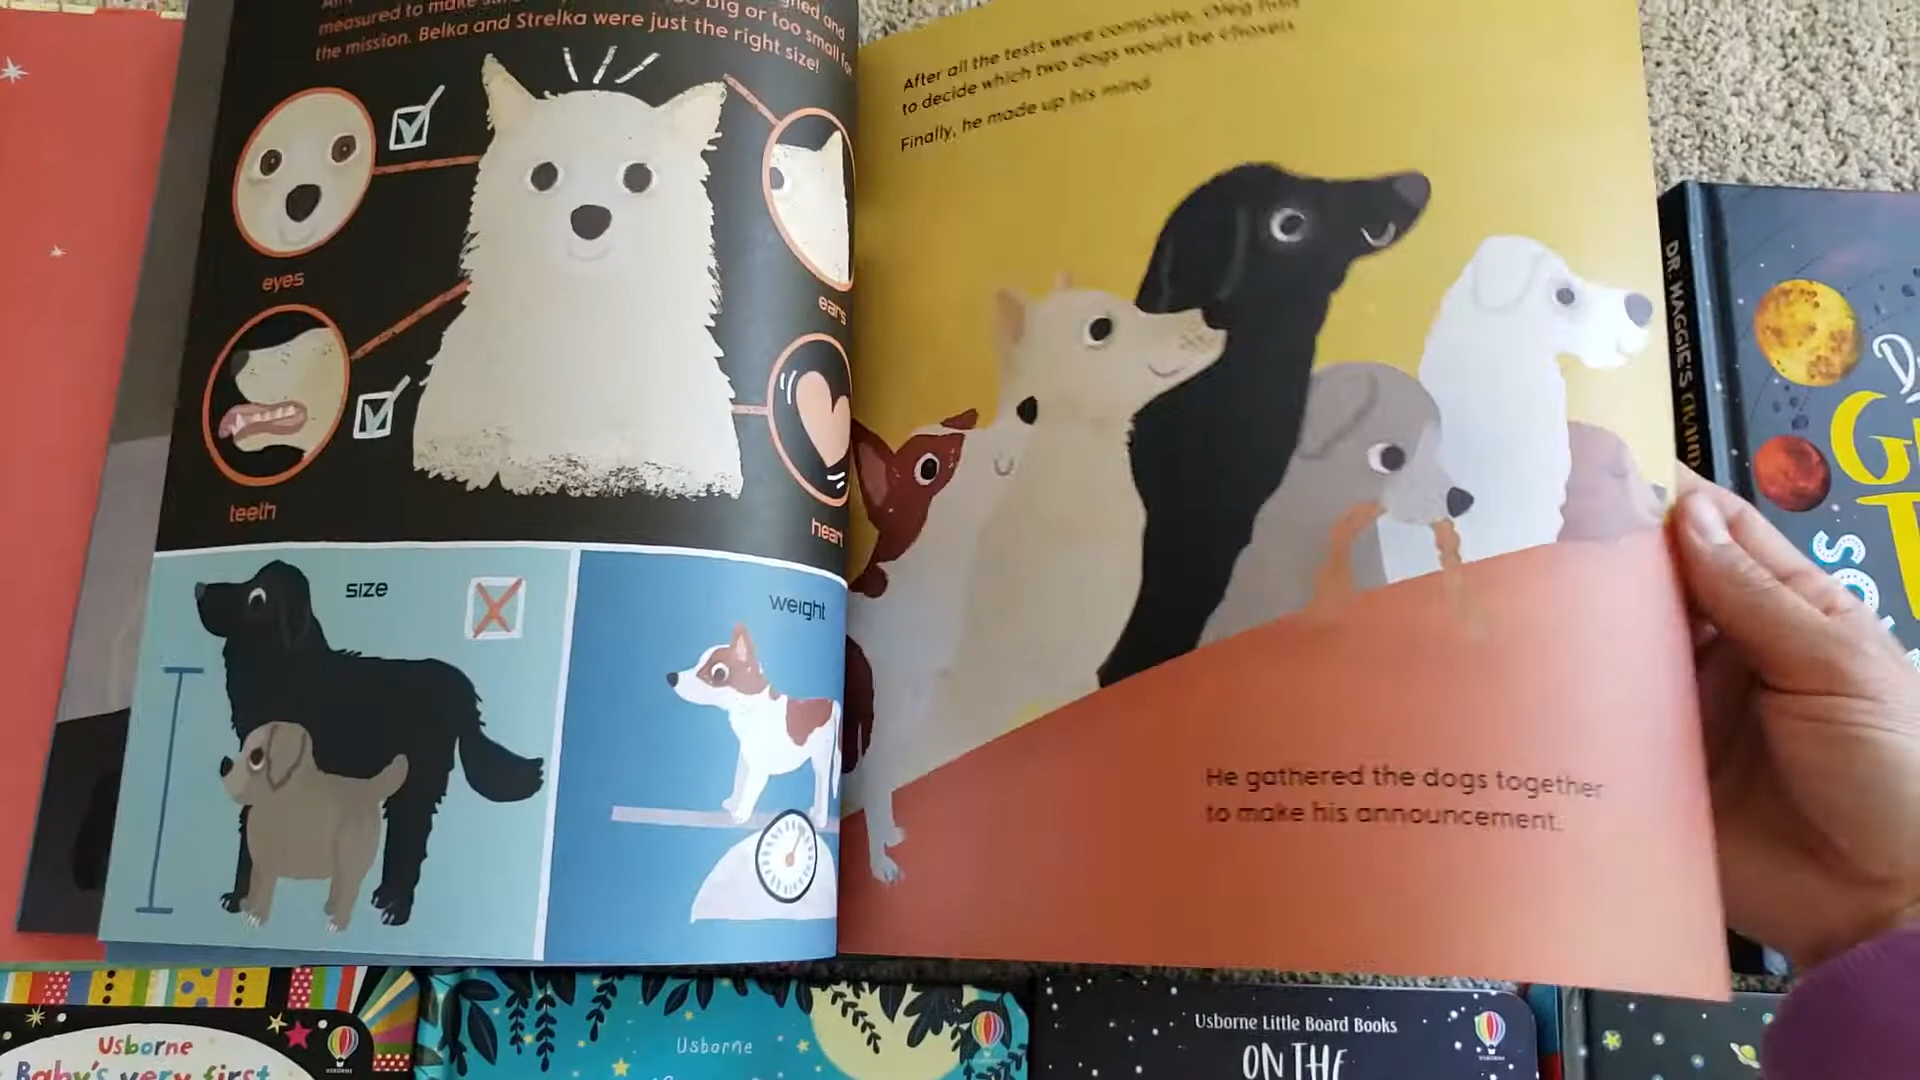 measured to make big or too small
the mission. Belka and Strelka were just the right size!
eyes
ears
teeth
heart
size
weight
After all the tests were complete, Oleg
to decide which two dogs would be chosen.
Finally, he made up his mind.
He gathered the dogs together
to make his announcement.
DR. MAGGIE'S GRAND
Usborne
Baby's very first
Usborne
Usborne Little Board Books
ON THE
USBORNE